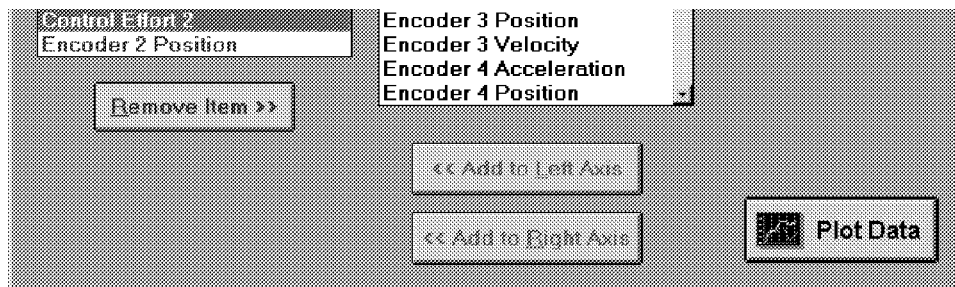 Control Effort 2
Encoder 2 Position
Remove Item >>
Encoder 3 Position
Encoder 3 Velocity
Encoder 4 Acceleration
Encoder 4 Position
<< Add to Left Axis
<< Add to Right Axis
Plot Data